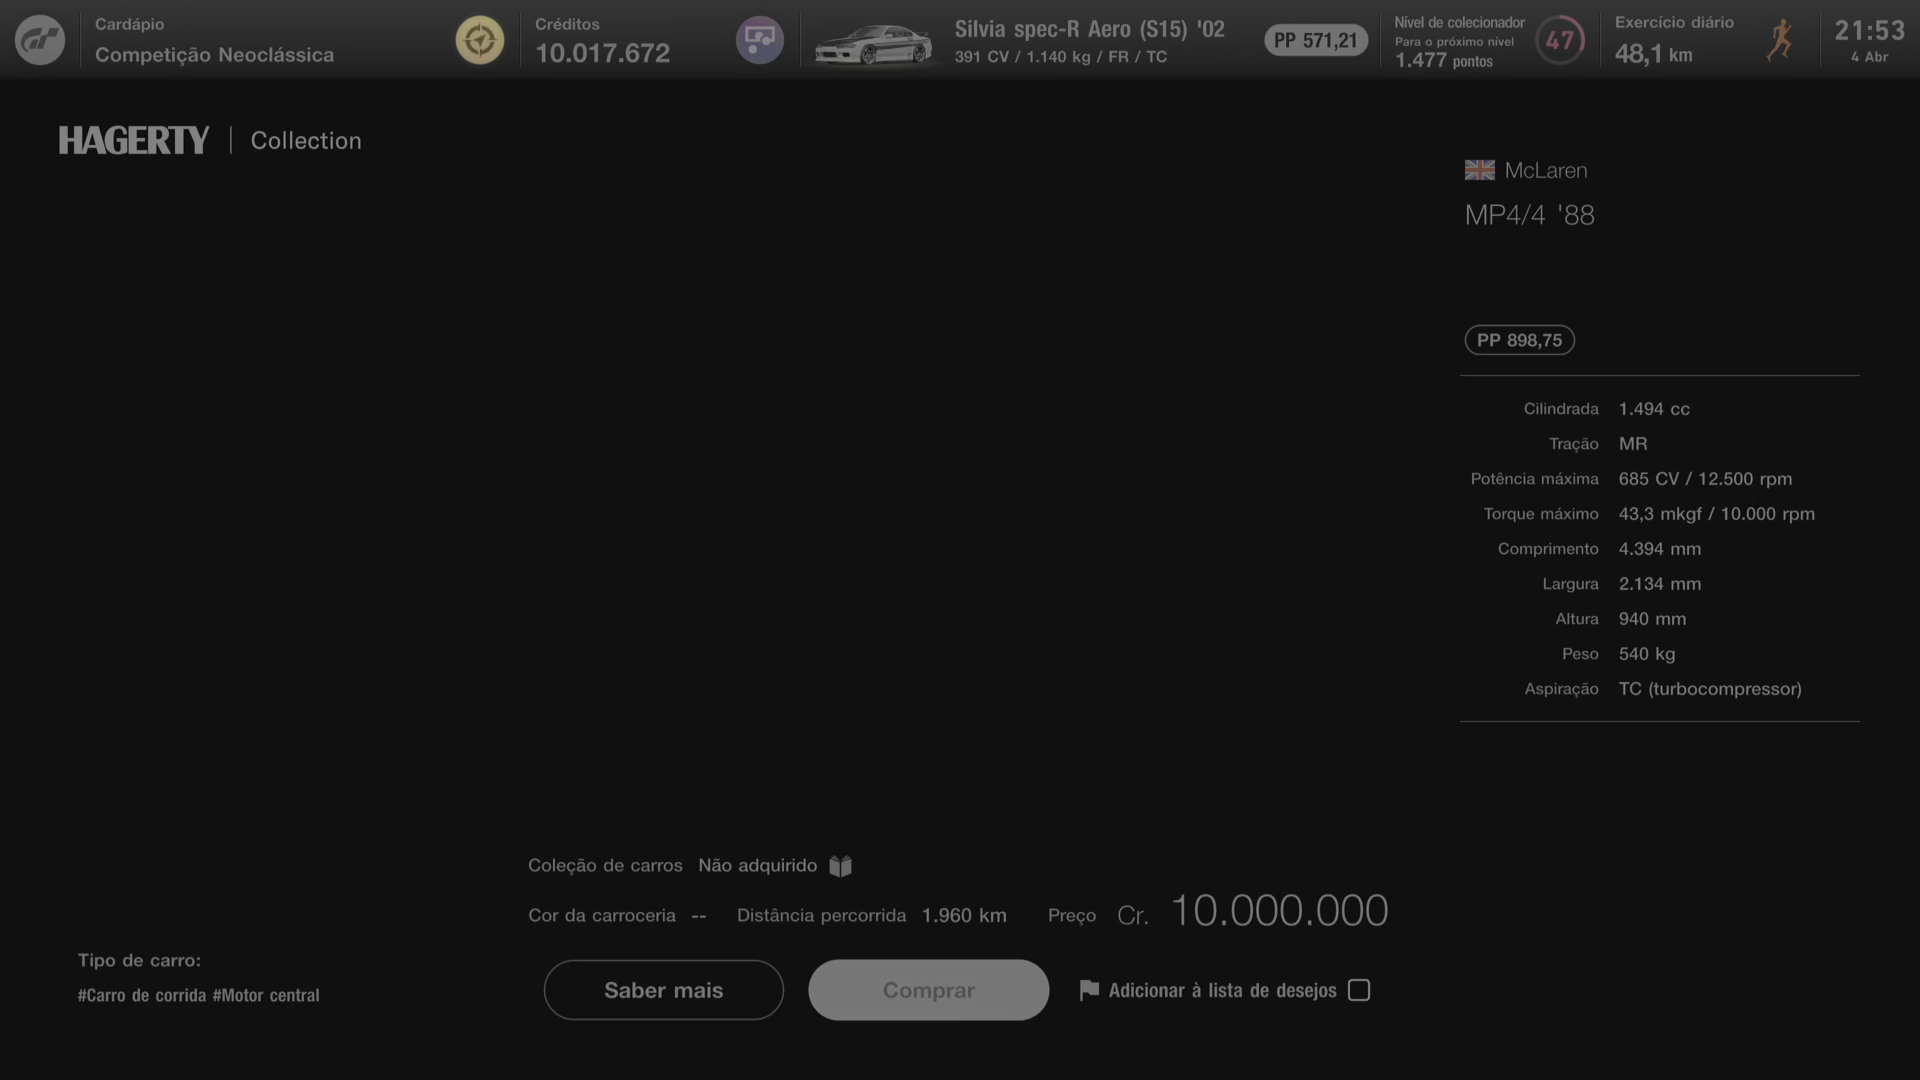 Cardápio
Competição Neoclássica
Créditos
10.017.672
Silvia spec-R Aero (S15) '02
391 CV / 1.140 kg / FR / TC
PP 571,21
Nível de colecionador
Para o próximo nível
1.477 pontos
47
Exercício diário
48,1 km
21:53
4 Abr
HAGERTY | Collection
McLaren
MP4/4 '88
PP 898,75
Cilindrada 1.494 cc
Tração MR
Potência máxima 685 CV / 12.500 rpm
Torque máximo 43,3 mkgf / 10.000 rpm
Comprimento 4.394 mm
Largura 2.134 mm
Altura 940 mm
Peso 540 kg
Aspiração TC (turbocompressor)
Coleção de carros Não adquirido
Cor da carroceria -- Distância percorrida 1.960 km Preço Cr. 10.000.000
Tipo de carro:
#Carro de corrida #Motor central
Saber mais
Comprar
Adicionar à lista de desejos